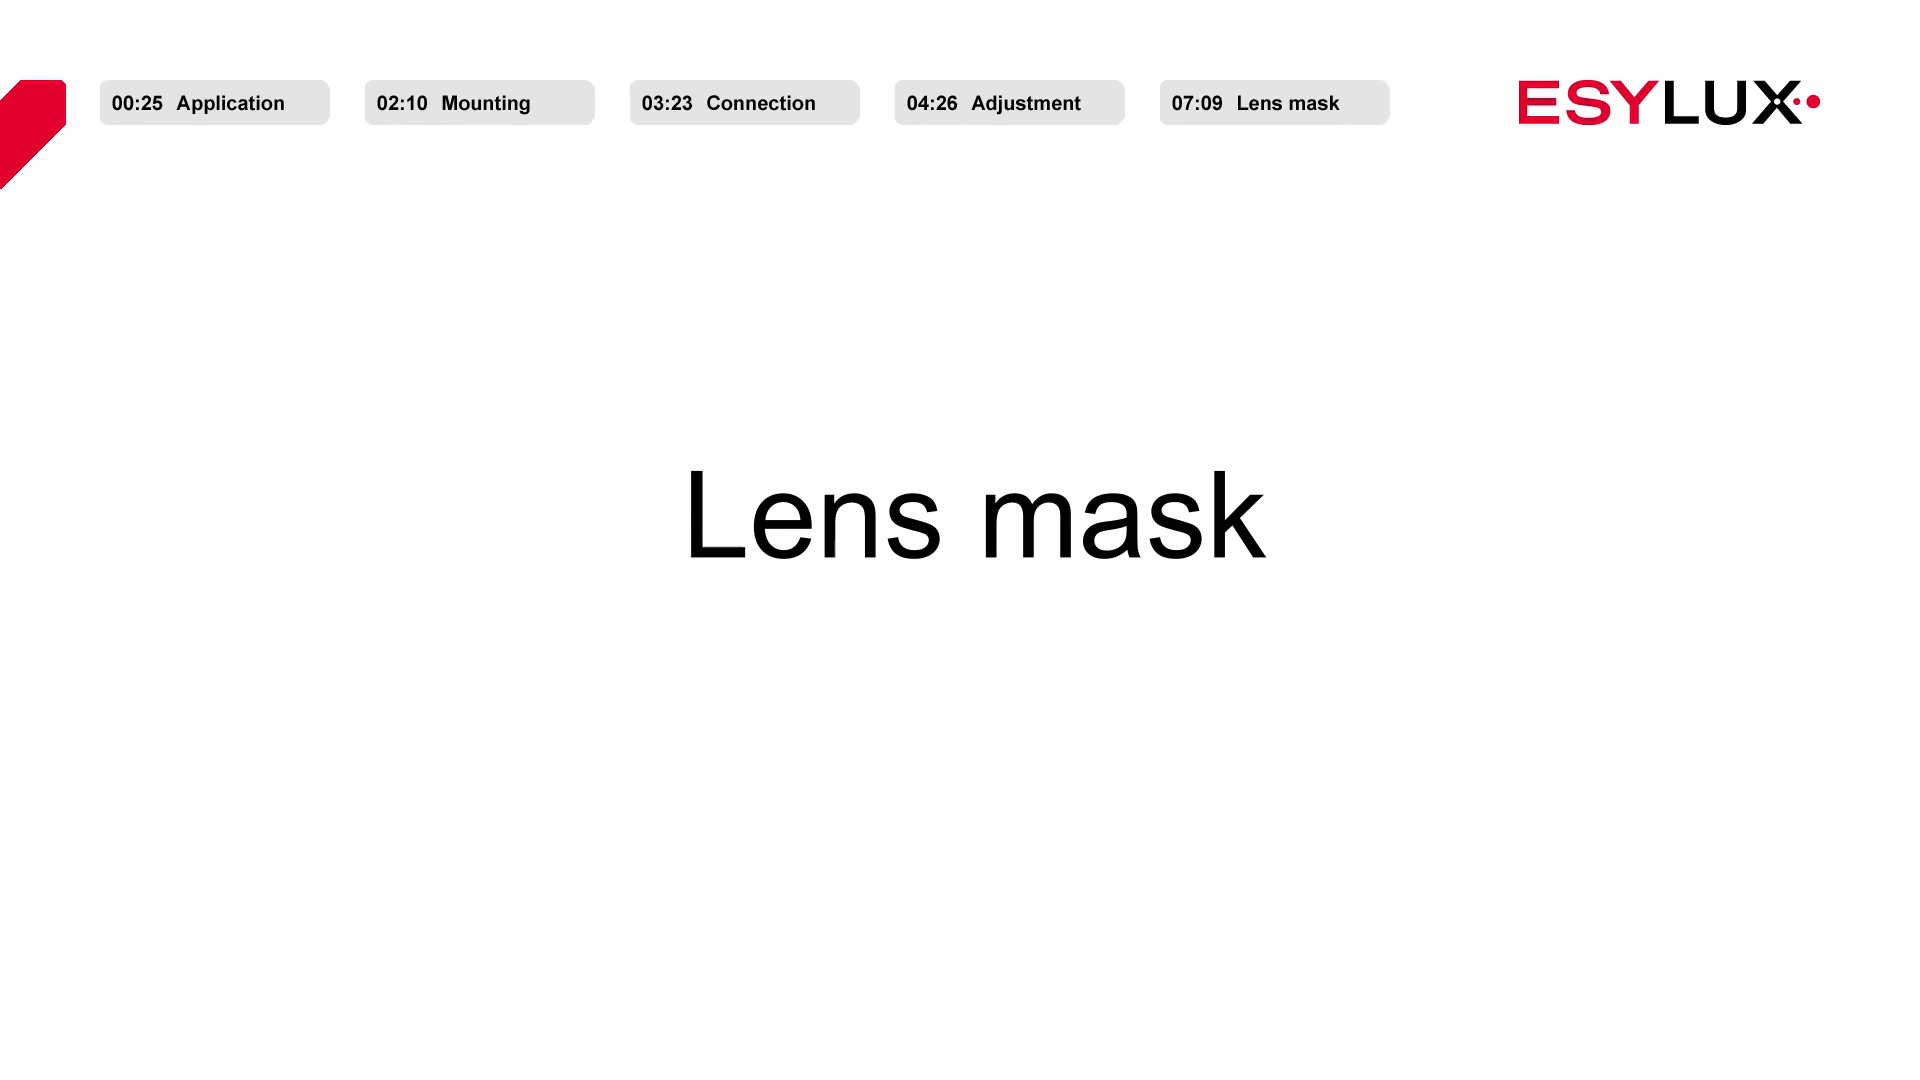 00:25 Application
02:10 Mounting
03:23 Connection
04:26 Adjustment
07:09 Lens mask
ESYLUX
Lens mask